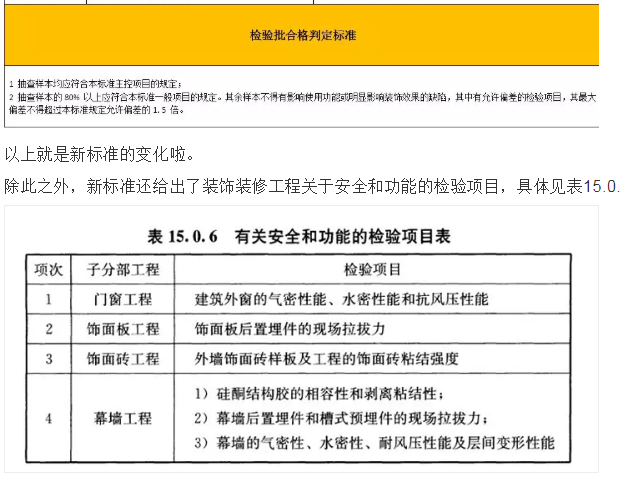 检验批合格判定标准
1 抽查样本均应符合本标准主控项目的规定；
2 抽查样本的 80% 以上应符合本标准一般项目的规定。其余样本不得有影响使用功能或明显影响装饰效果的缺陷，其中有允许偏差的检验项目，其最大
偏差不得超过本标准规定允许偏差的 1.5 倍。
以上就是新标准的变化啦。
除此之外，新标准还给出了装饰装修工程关于安全和功能的检验项目，具体见表15.0.
表 15.0.6 有关安全和功能的检验项目表
项次 子分部工程 检验项目
1 门窗工程 建筑外窗的气密性能、水密性能和抗风压性能
2 饰面板工程 饰面板后置埋件的现场拉拔力
3 饰面砖工程 外墙饰面砖样板及工程的饰面砖粘结强度
4 幕墙工程 1）硅酮结构胶的相容性和剥离粘结性；
2）幕墙后置埋件和槽式预埋件的现场拉拔力；
3）幕墙的气密性、水密性、耐风压性能及层间变形性能